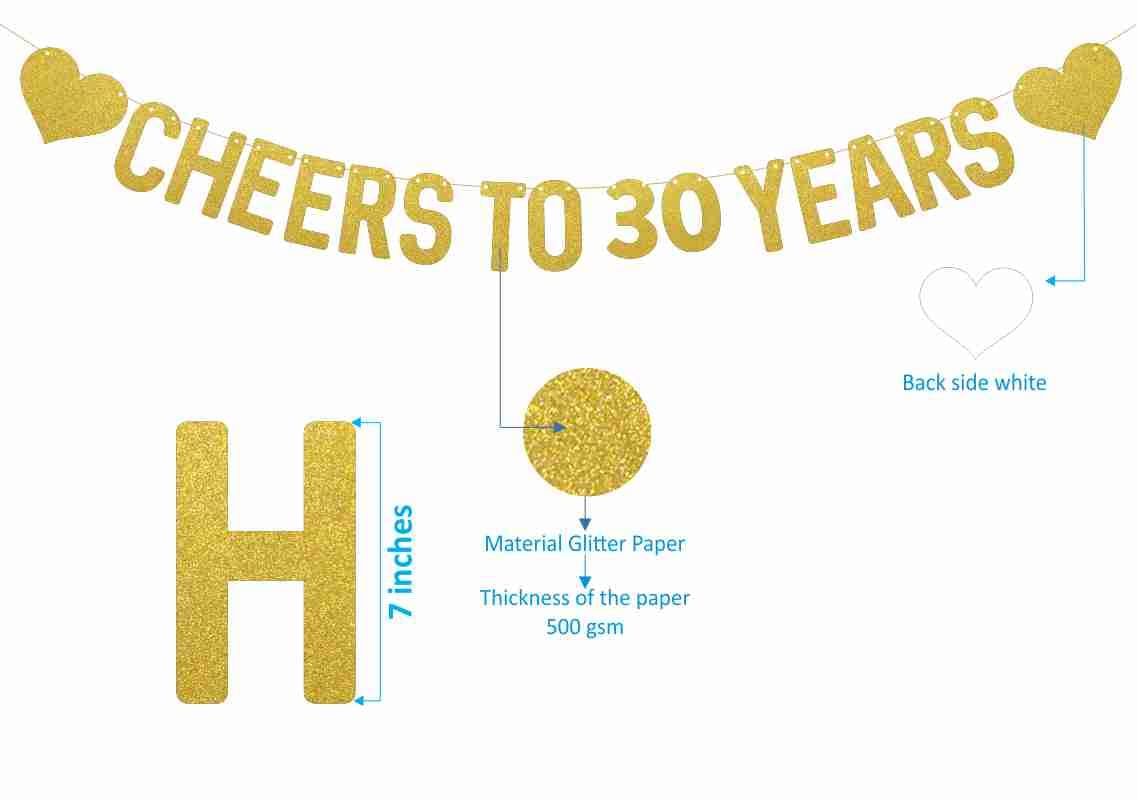 CHEERS TO 30 YEARS
Back side white
H
7 inches
Material Glitter Paper
Thickness of the paper
500 gsm